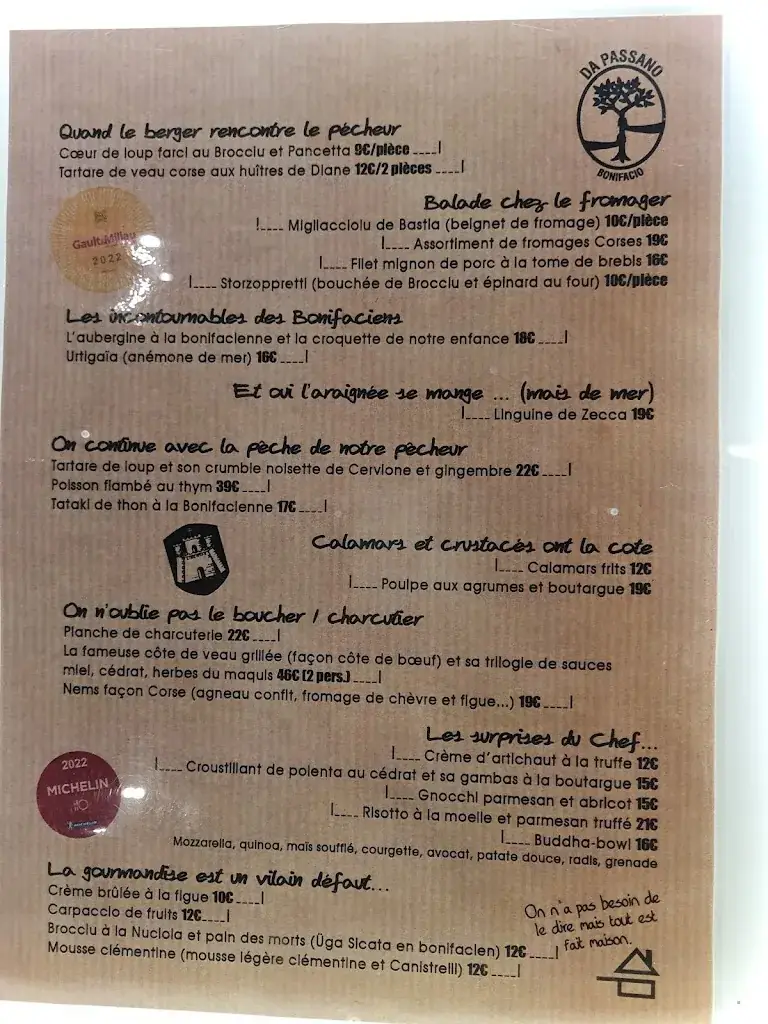 DA PASSANO
BONIFACIO
Quand le berger rencontre le pêcheur
Cœur de loup farci au Brocciu et Pancetta 9€/pièce ....|
Tartare de veau corse aux huîtres de Diane 12€/2 pièces ....|
Balade chez le fromager
|.... Migliacciolu de Bastia (beignet de fromage) 10€/pièce
|.... Assortiment de fromages Corses 19€
|.... Filet mignon de porc à la tome de brebis 16€
|.... Storzoppretti (bouchée de Brocciu et épinard au four) 10€/pièce
Gault&Millau
2022
Les incontournables des Bonifaciens
L'aubergine à la bonifacienne et la croquette de notre enfance 18€ ....|
Urtigaïa (anémone de mer) 16€ ....|
Et oui l'araignée se mange ... (mais de mer)
|.... Linguine de Zecca 19€
On continue avec la pêche de notre pêcheur
Tartare de loup et son crumble noisette de Cervione et gingembre 22€ ....|
Poisson flambé au thym 39€ ....|
Tataki de thon à la Bonifacienne 17€ ....|
Calamars et crustacés ont la cote
|.... Calamars frits 12€
|.... Poulpe aux agrumes et boutargue 19€
On n'oublie pas le boucher / charcutier
Planche de charcuterie 22€ ....|
La fameuse côte de veau grillée (façon côte de bœuf) et sa trilogie de sauces
miel, cédrat, herbes du maquis 46€ (2 pers.) ....|
Nems façon Corse (agneau confit, fromage de chèvre et figue...) 19€ ....|
Les surprises du Chef...
|.... Crème d'artichaut à la truffe 12€
|.... Croustillant de polenta au cédrat et sa gambas à la boutargue 15€
|.... Gnocchi parmesan et abricot 15€
|.... Risotto à la moelle et parmesan truffé 21€
|.... Buddha-bowl 16€
Mozzarella, quinoa, maïs soufflé, courgette, avocat, patate douce, radis, grenade
2022
MICHELIN
La gourmandise est un vilain défaut...
Crème brûlée à la figue 10€ ....|
Carpaccio de fruits 12€ ....|
Brocciu à la Nuciola et pain des morts (Üga Sicata en bonifacien) 12€ ....|
Mousse clémentine (mousse légère clémentine et Canistrelli) 12€ ....|
On n'a pas besoin de
le dire mais tout est
fait maison.